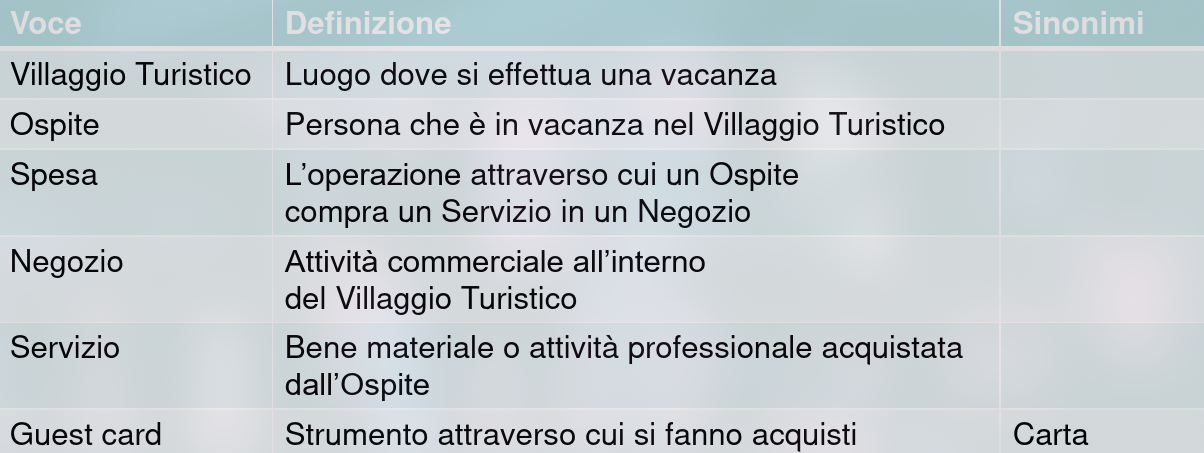 Voce Definizione Sinonimi
Villaggio Turistico Luogo dove si effettua una vacanza
Ospite Persona che è in vacanza nel Villaggio Turistico
Spesa L’operazione attraverso cui un Ospite
compra un Servizio in un Negozio
Negozio Attività commerciale all’interno
del Villaggio Turistico
Servizio Bene materiale o attività professionale acquistata
dall’Ospite
Guest card Strumento attraverso cui si fanno acquisti Carta